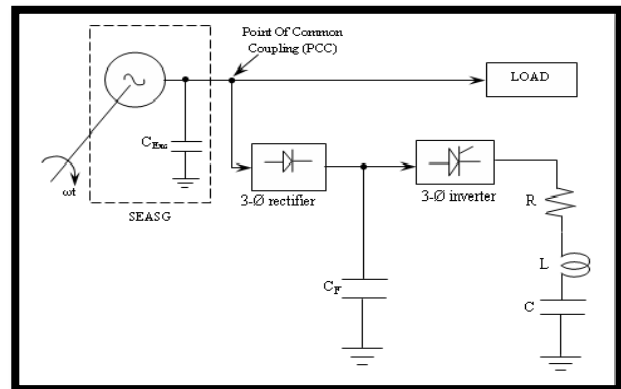 Point Of Common
Coupling (PCC)
LOAD
C_Exc
ωt
SEASG
3-Ø rectifier
3-Ø inverter
R
L
C_F
C